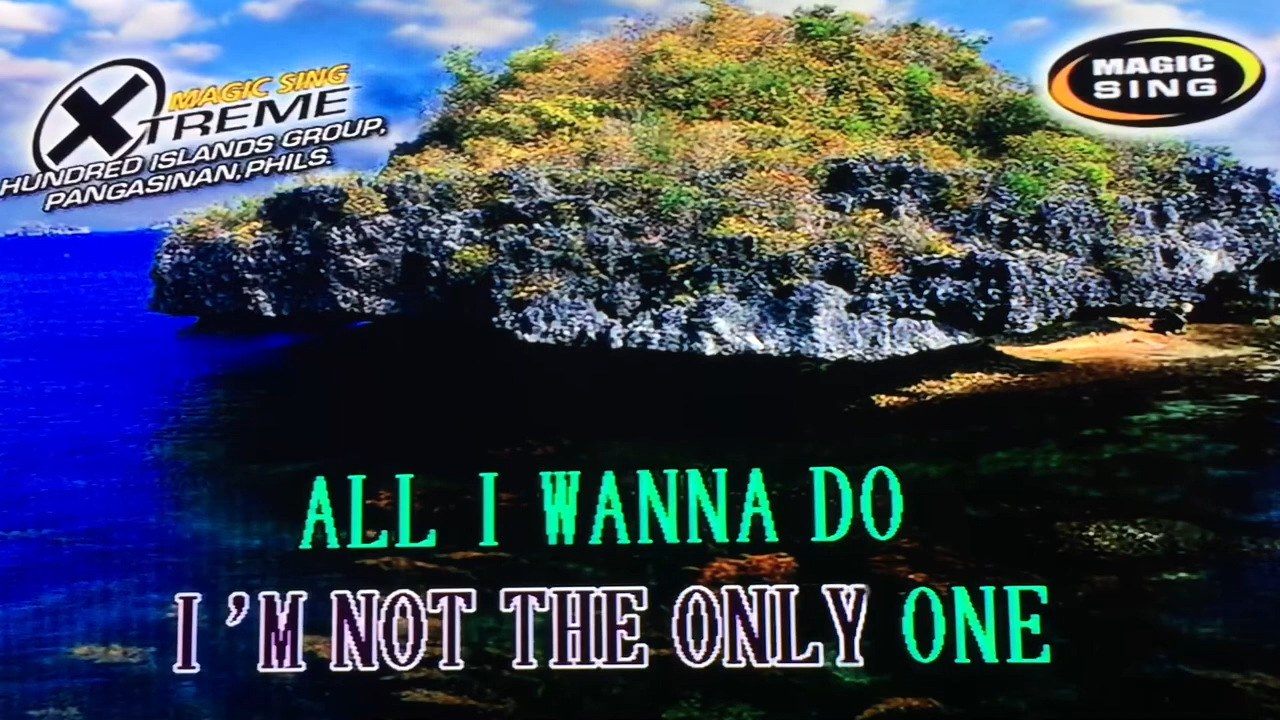 MAGIC SING
XTREME
HUNDRED ISLANDS GROUP,
PANGASINAN, PHILS.
MAGIC
SING
ALL I WANNA DO
I'M NOT THE ONLY ONE